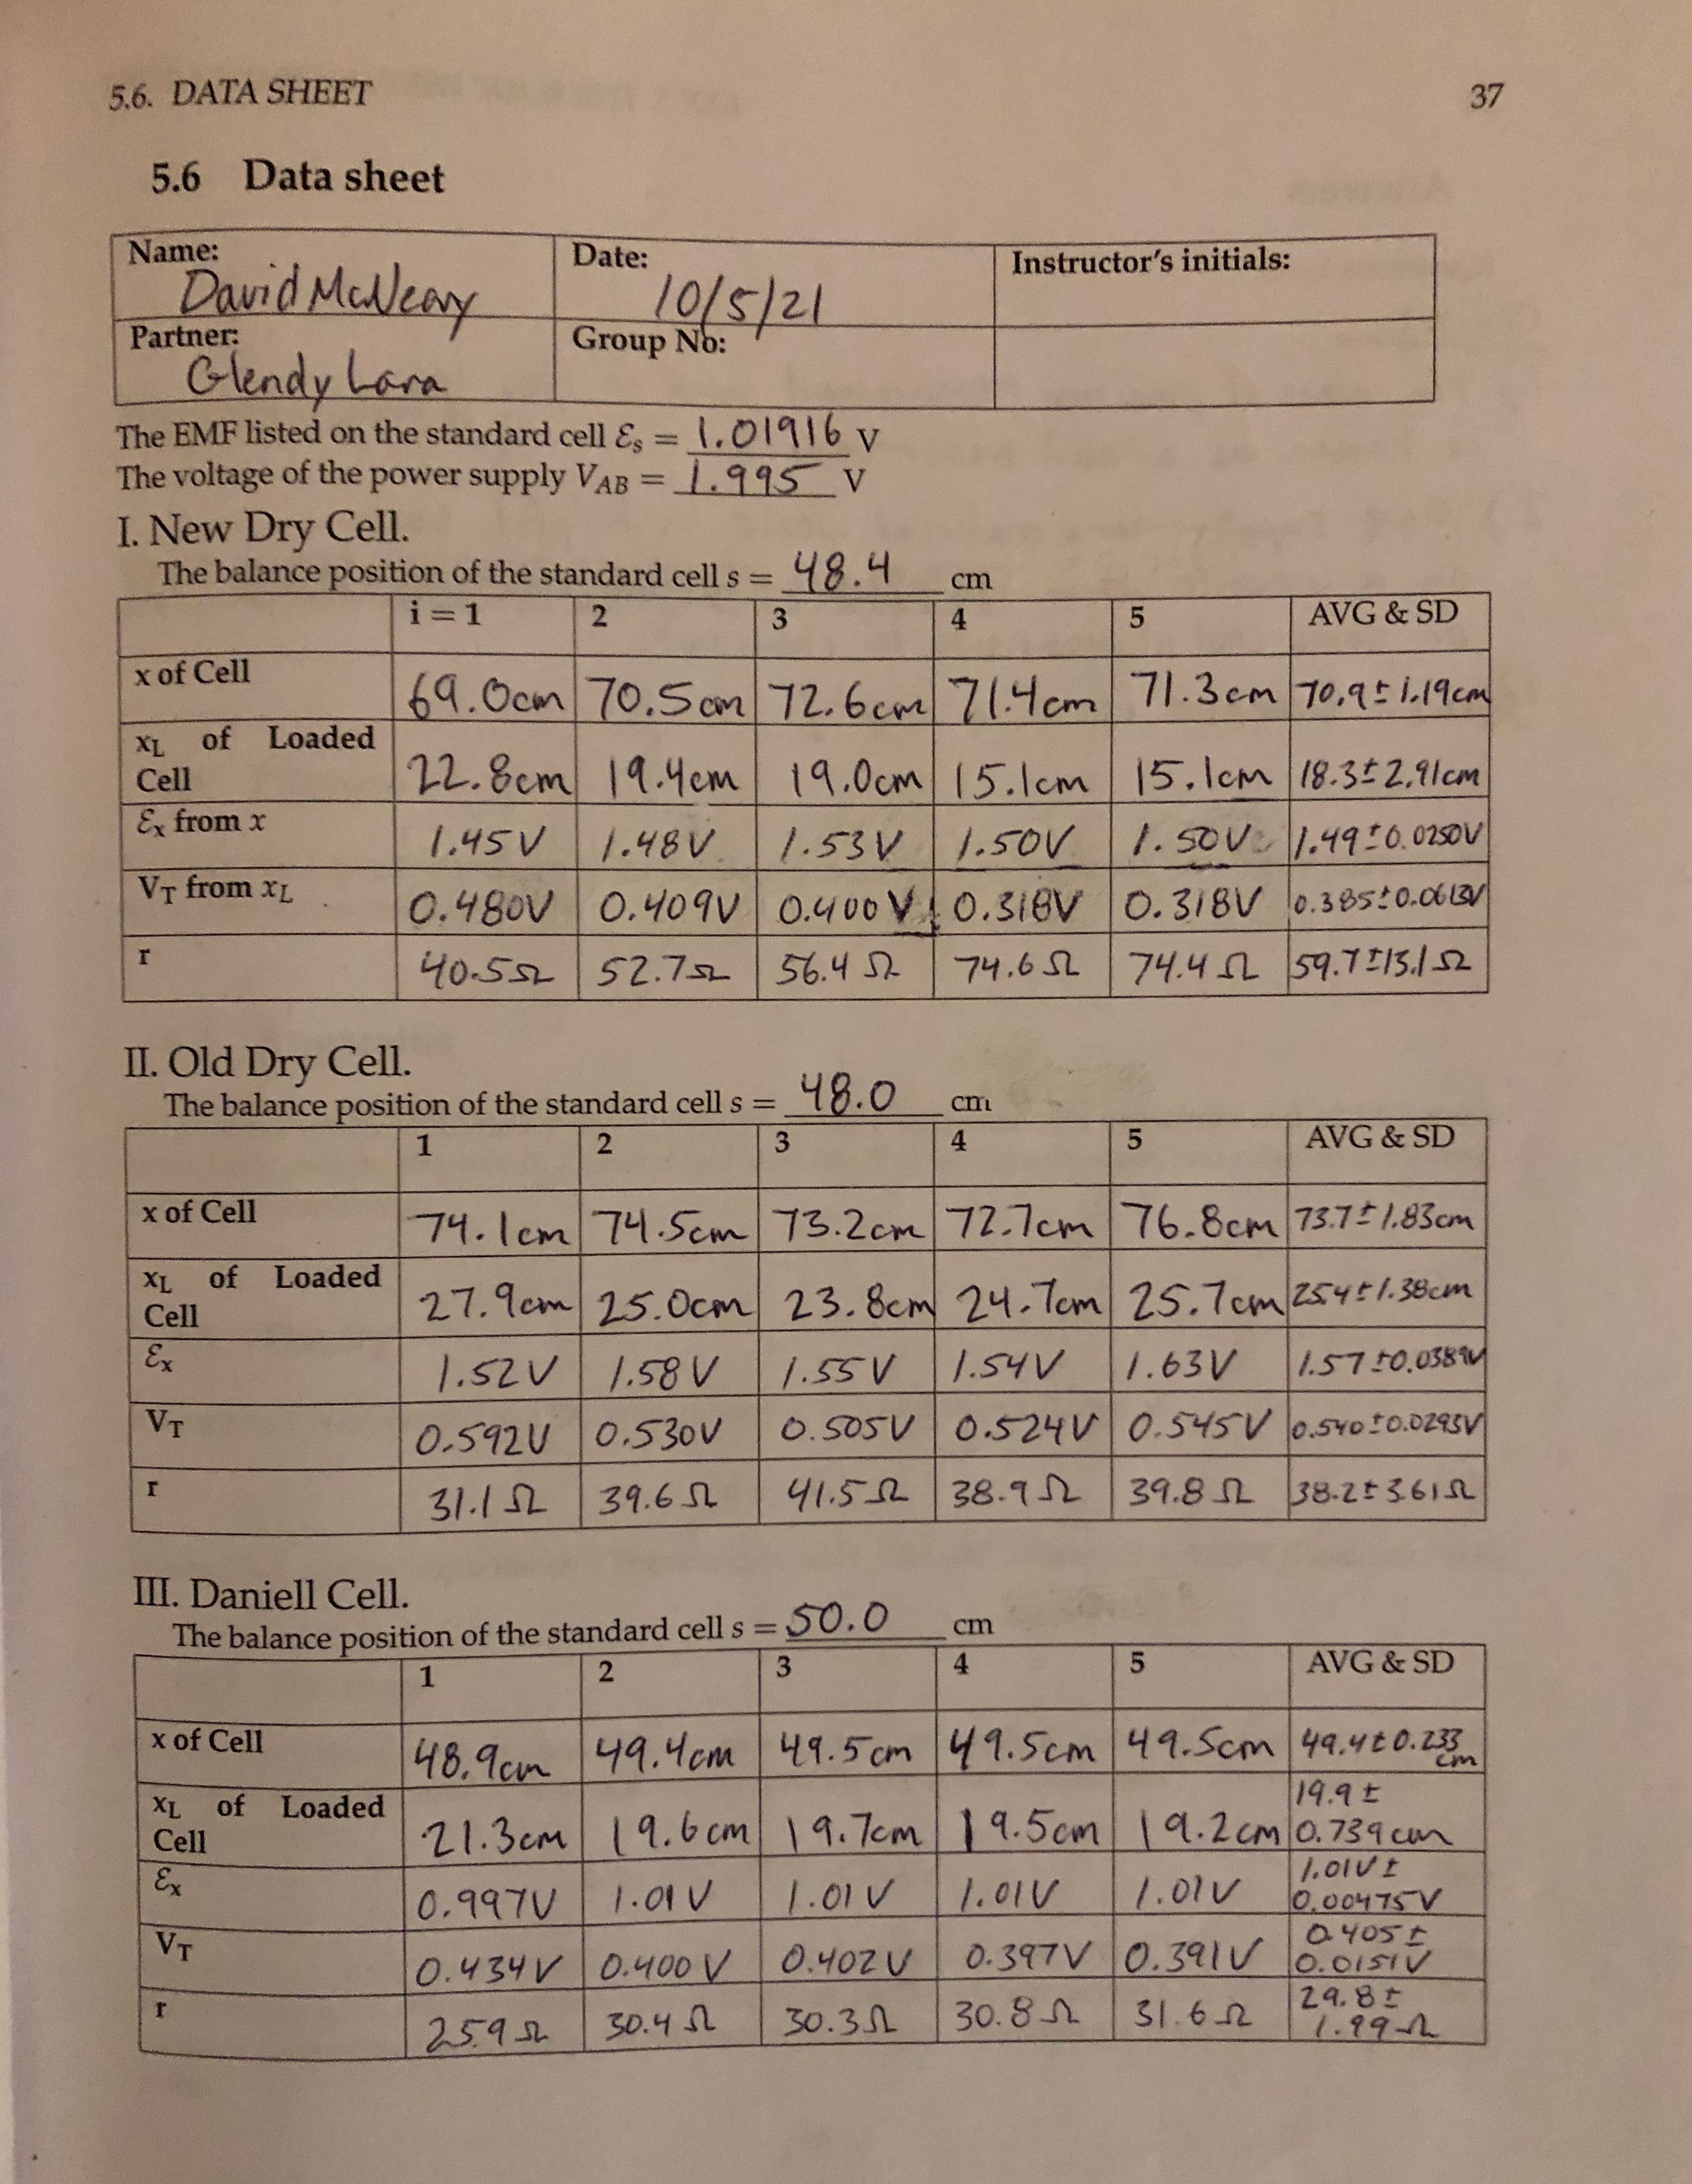 5.6. DATA SHEET 37
5.6 Data sheet
Name: Date: Instructor's initials:
David McNeary 10/5/21
Partner: Group No:
Glendy Lara
The EMF listed on the standard cell ℰs = 1.01916 V
The voltage of the power supply VAB = 1.995 V
I. New Dry Cell.
The balance position of the standard cell s = 48.4 cm
i = 1 2 3 4 5 AVG & SD
x of Cell 69.0cm 70.5cm 72.6cm 71.4cm 71.3cm 70.9±1.19cm
xL of Loaded
Cell 22.8cm 19.4cm 19.0cm 15.1cm 15.1cm 18.3±2.91cm
ℰx from x 1.45V 1.48V 1.53V 1.50V 1.50V 1.49±0.0250V
VT from xL 0.480V 0.409V 0.400V 0.318V 0.318V 0.385±0.0613V
r 40.5Ω 52.7Ω 56.4Ω 74.6Ω 74.4Ω 59.7±13.1Ω
II. Old Dry Cell.
The balance position of the standard cell s = 48.0 cm
1 2 3 4 5 AVG & SD
x of Cell 74.1cm 74.5cm 73.2cm 72.7cm 76.8cm 73.7±1.83cm
xL of Loaded
Cell 27.9cm 25.0cm 23.8cm 24.7cm 25.7cm 25.4±1.38cm
ℰx 1.52V 1.58V 1.55V 1.54V 1.63V 1.57±0.0389V
VT 0.592V 0.530V 0.505V 0.524V 0.545V 0.540±0.0293V
r 31.1Ω 39.6Ω 41.5Ω 38.9Ω 39.8Ω 38.2±3.61Ω
III. Daniell Cell.
The balance position of the standard cell s = 50.0 cm
1 2 3 4 5 AVG & SD
x of Cell 48.9cm 49.4cm 49.5cm 49.5cm 49.5cm 49.4±0.233
cm
xL of Loaded 19.9±
Cell 21.3cm 19.6cm 19.7cm 19.5cm 19.2cm 0.739cm
ℰx 0.997V 1.01V 1.01V 1.01V 1.01V 1.01V±
0.00475V
VT 0.434V 0.400V 0.402V 0.397V 0.391V 0.405±
0.0151V
r 25.9Ω 30.4Ω 30.3Ω 30.8Ω 31.6Ω 29.8±
1.99Ω